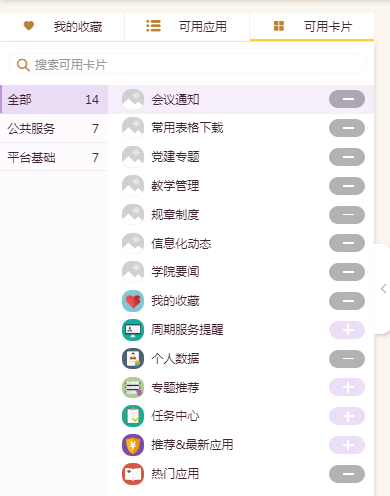 我的收藏 可用应用 可用卡片
搜索可用卡片
全部 14
公共服务 7
平台基础 7
会议通知
常用表格下载
党建专题
教学管理
规章制度
信息化动态
学院要闻
我的收藏
周期服务提醒
个人数据
专题推荐
任务中心
推荐&最新应用
热门应用